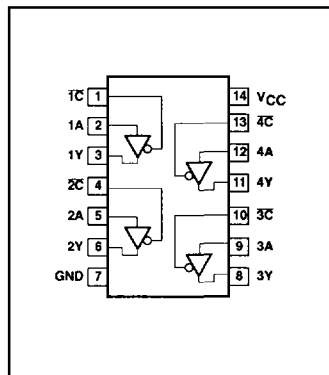 1C̅ 1
1A 2
1Y 3
2C̅ 4
2A 5
2Y 6
GND 7
14 VCC
13 4C̅
12 4A
11 4Y
10 3C̅
9 3A
8 3Y